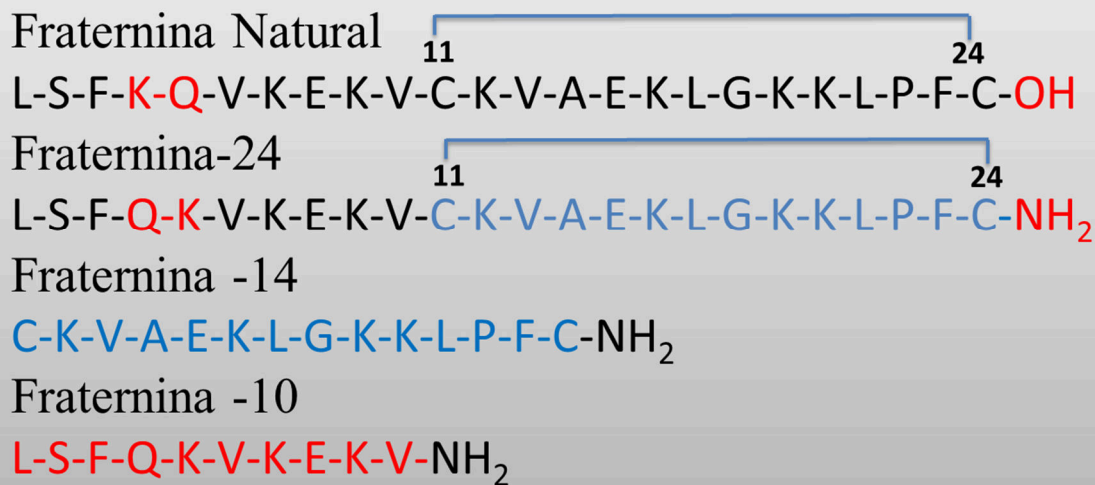 Fraternina Natural
11 24
L-S-F-K-Q-V-K-E-K-V-C-K-V-A-E-K-L-G-K-K-L-P-F-C-OH
Fraternina-24
11 24
L-S-F-Q-K-V-K-E-K-V-C-K-V-A-E-K-L-G-K-K-L-P-F-C-NH₂
Fraternina -14
C-K-V-A-E-K-L-G-K-K-L-P-F-C-NH₂
Fraternina -10
L-S-F-Q-K-V-K-E-K-V-NH₂